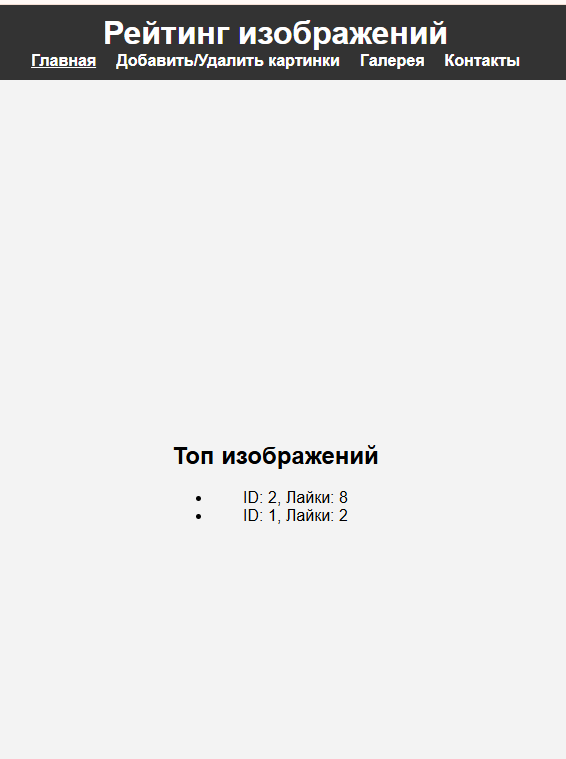 Рейтинг изображений
Главная Добавить/Удалить картинки Галерея Контакты
Топ изображений
ID: 2, Лайки: 8
ID: 1, Лайки: 2